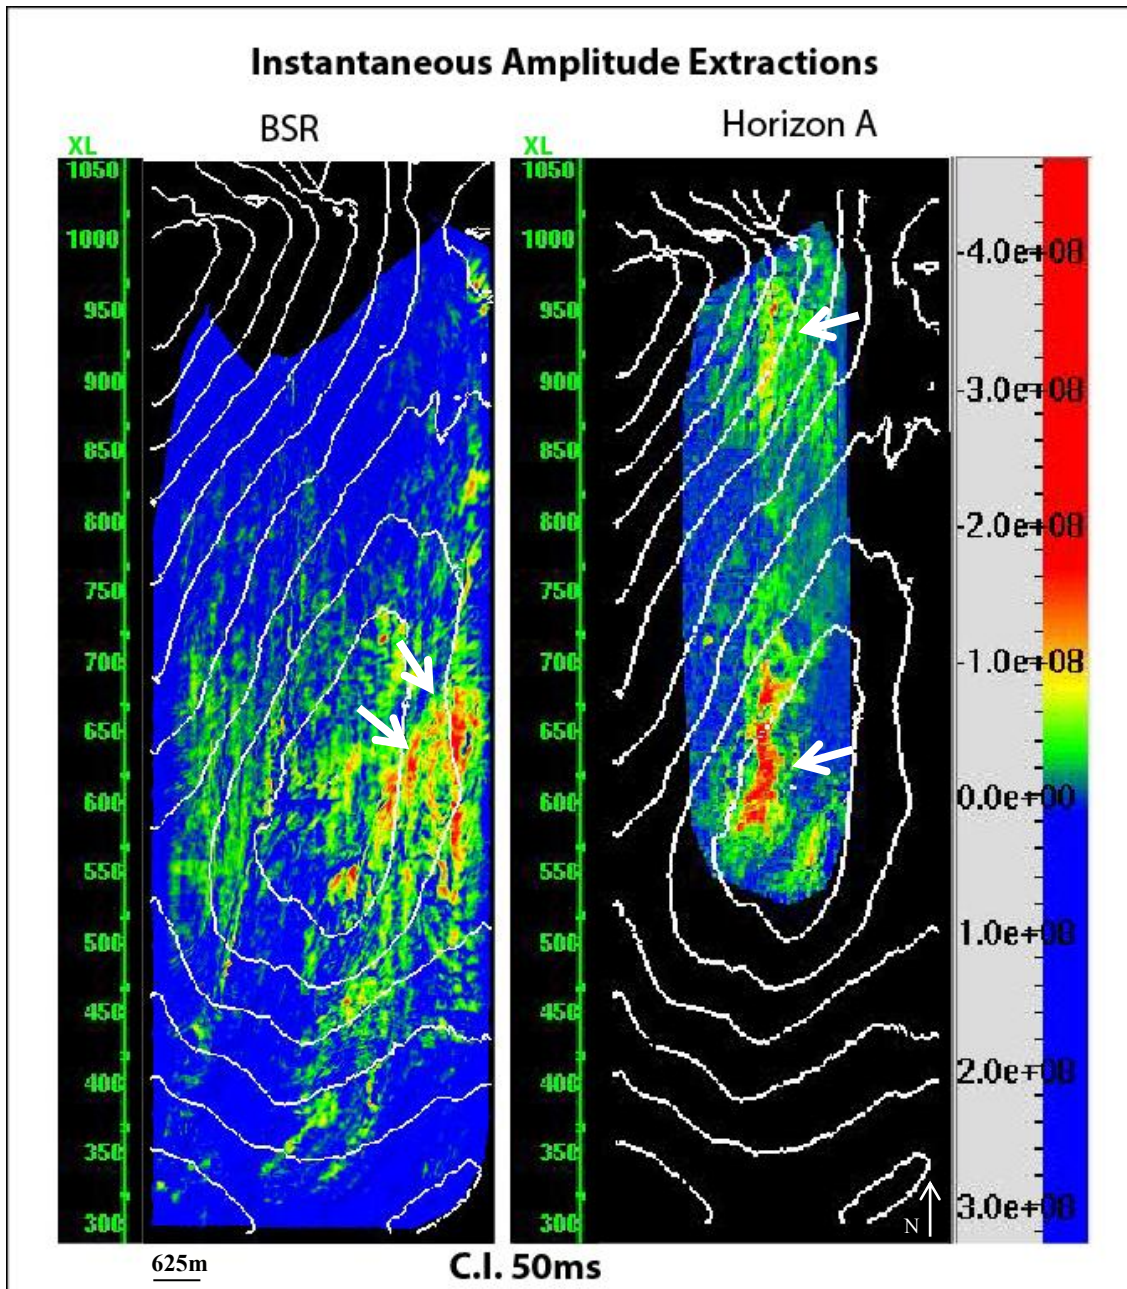 Instantaneous Amplitude Extractions
BSR
Horizon A
XL
1050
1000
950
900
850
800
750
700
650
600
550
500
450
400
350
300
XL
1050
1000
950
900
850
800
750
700
650
600
550
500
450
400
350
300
-4.0e+08
-3.0e+08
-2.0e+08
-1.0e+08
0.0e+00
1.0e+08
2.0e+08
3.0e+08
N
625m
C.I. 50ms